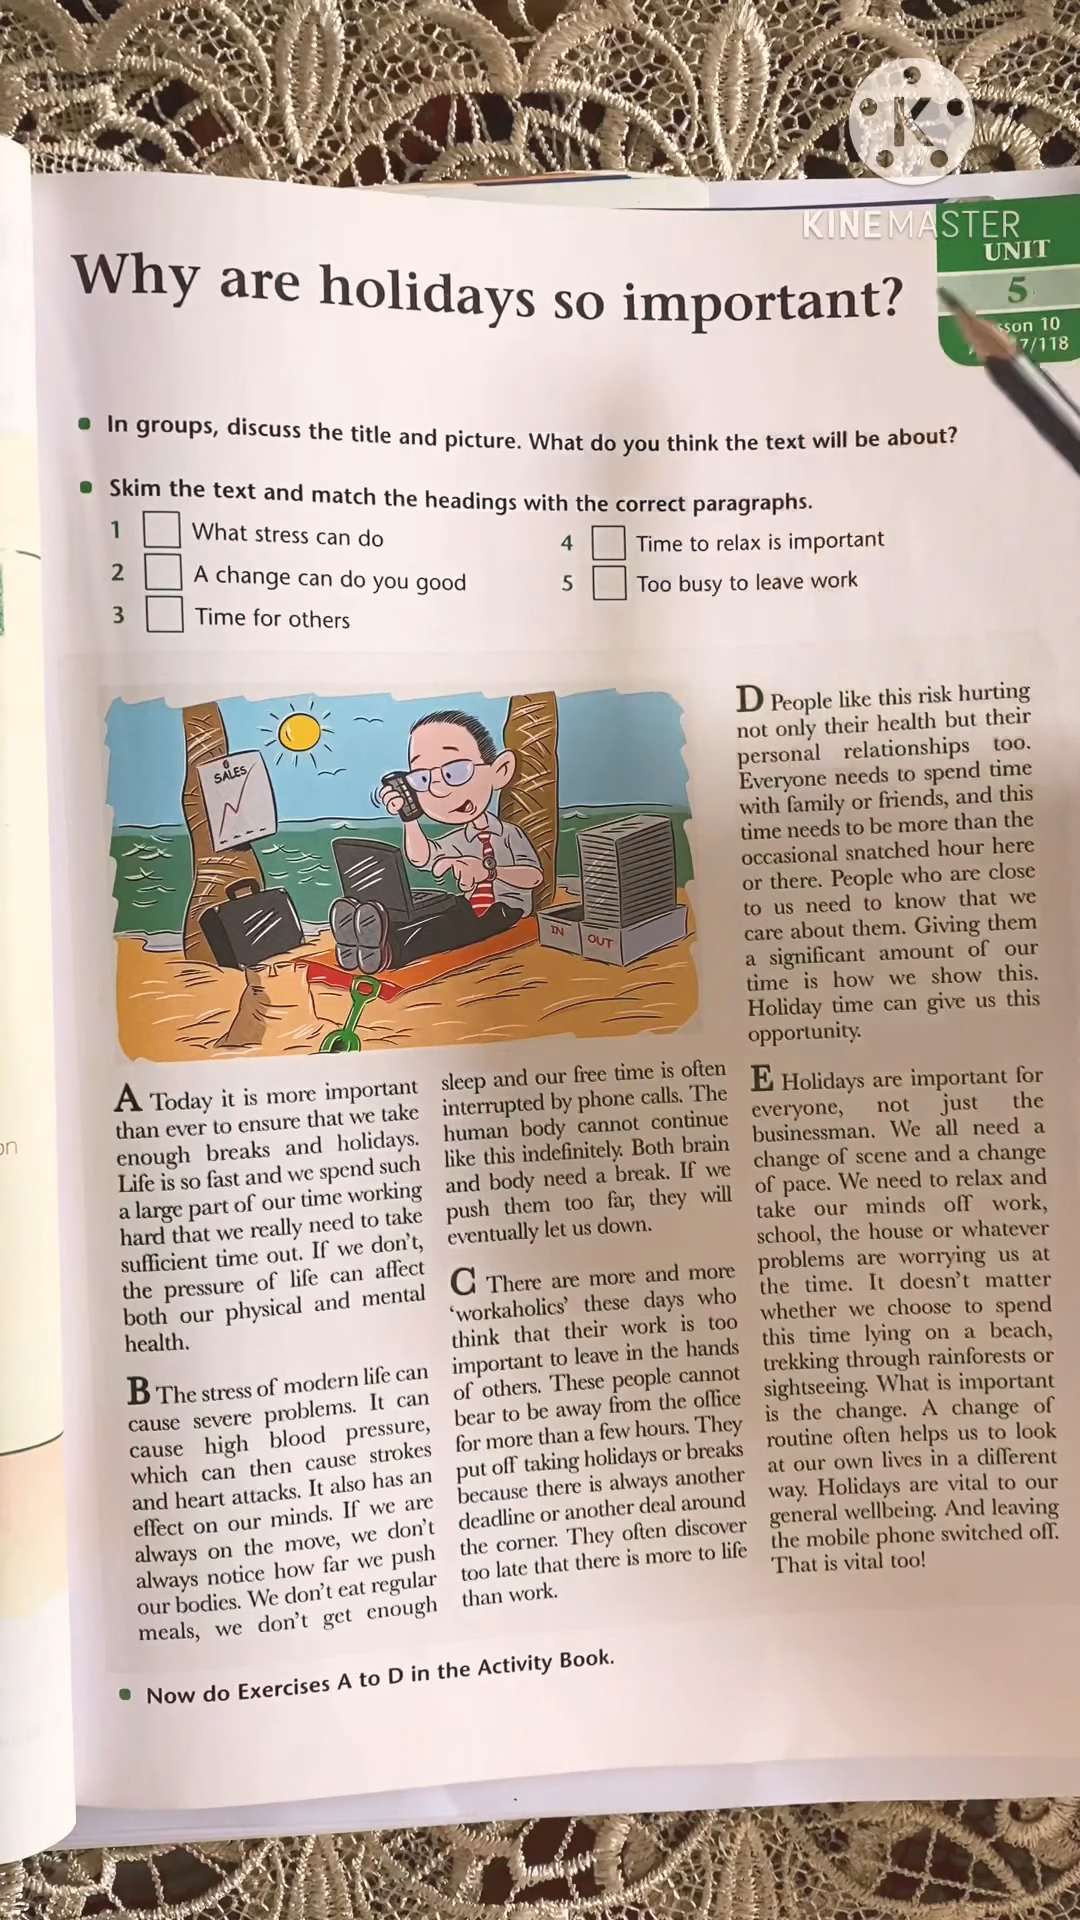 KINEMASTER
UNIT
5
Why are holidays so important?
son 10
7/118
In groups, discuss the title and picture. What do you think the text will be about?
Skim the text and match the headings with the correct paragraphs.
1 What stress can do
2 A change can do you good
3 Time for others
4 Time to relax is important
5 Too busy to leave work
SALES
IN
OUT
A Today it is more important
than ever to ensure that we take
enough breaks and holidays.
Life is so fast and we spend such
a large part of our time working
hard that we really need to take
sufficient time out. If we don't,
the pressure of life can affect
both our physical and mental
health.
B The stress of modern life can
cause severe problems. It can
cause high blood pressure,
which can then cause strokes
and heart attacks. It also has an
effect on our minds. If we are
always on the move, we don't
always notice how far we push
our bodies. We don't eat regular
meals, we don't get enough
sleep and our free time is often
interrupted by phone calls. The
human body cannot continue
like this indefinitely. Both brain
and body need a break. If we
push them too far, they will
eventually let us down.
C There are more and more
'workaholics' these days who
think that their work is too
important to leave in the hands
of others. These people cannot
bear to be away from the office
for more than a few hours. They
put off taking holidays or breaks
because there is always another
deadline or another deal around
the corner. They often discover
too late that there is more to life
than work.
D People like this risk hurting
not only their health but their
personal relationships too.
Everyone needs to spend time
with family or friends, and this
time needs to be more than the
occasional snatched hour here
or there. People who are close
to us need to know that we
care about them. Giving them
a significant amount of our
time is how we show this.
Holiday time can give us this
opportunity.
E Holidays are important for
everyone, not just the
businessman. We all need a
change of scene and a change
of pace. We need to relax and
take our minds off work,
school, the house or whatever
problems are worrying us at
the time. It doesn't matter
whether we choose to spend
this time lying on a beach,
trekking through rainforests or
sightseeing. What is important
is the change. A change of
routine often helps us to look
at our own lives in a different
way. Holidays are vital to our
general wellbeing. And leaving
the mobile phone switched off.
That is vital too!
Now do Exercises A to D in the Activity Book.
on